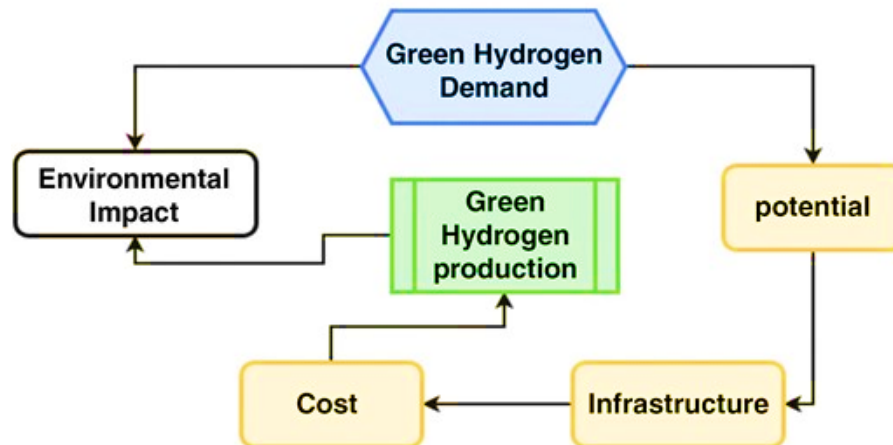 Green Hydrogen
Demand
Environmental
Impact
Green
Hydrogen
production
potential
Cost
Infrastructure